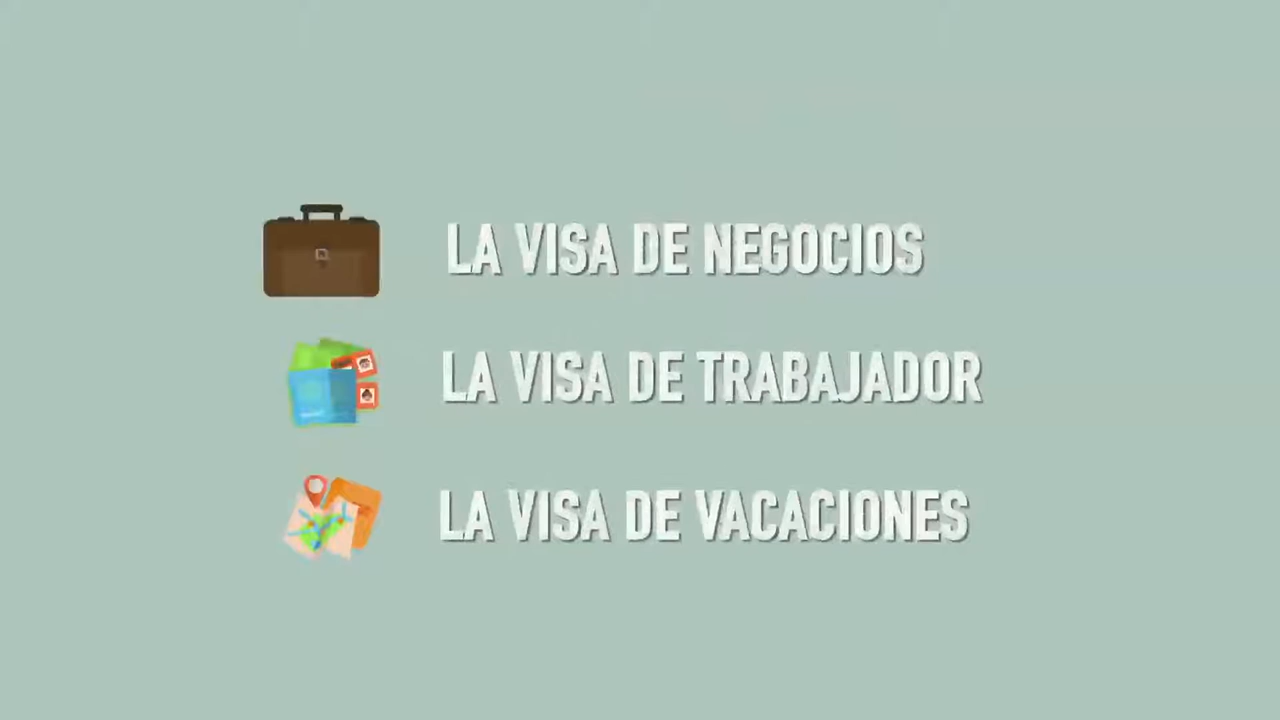 LA VISA DE NEGOCIOS
LA VISA DE TRABAJADOR
LA VISA DE VACACIONES